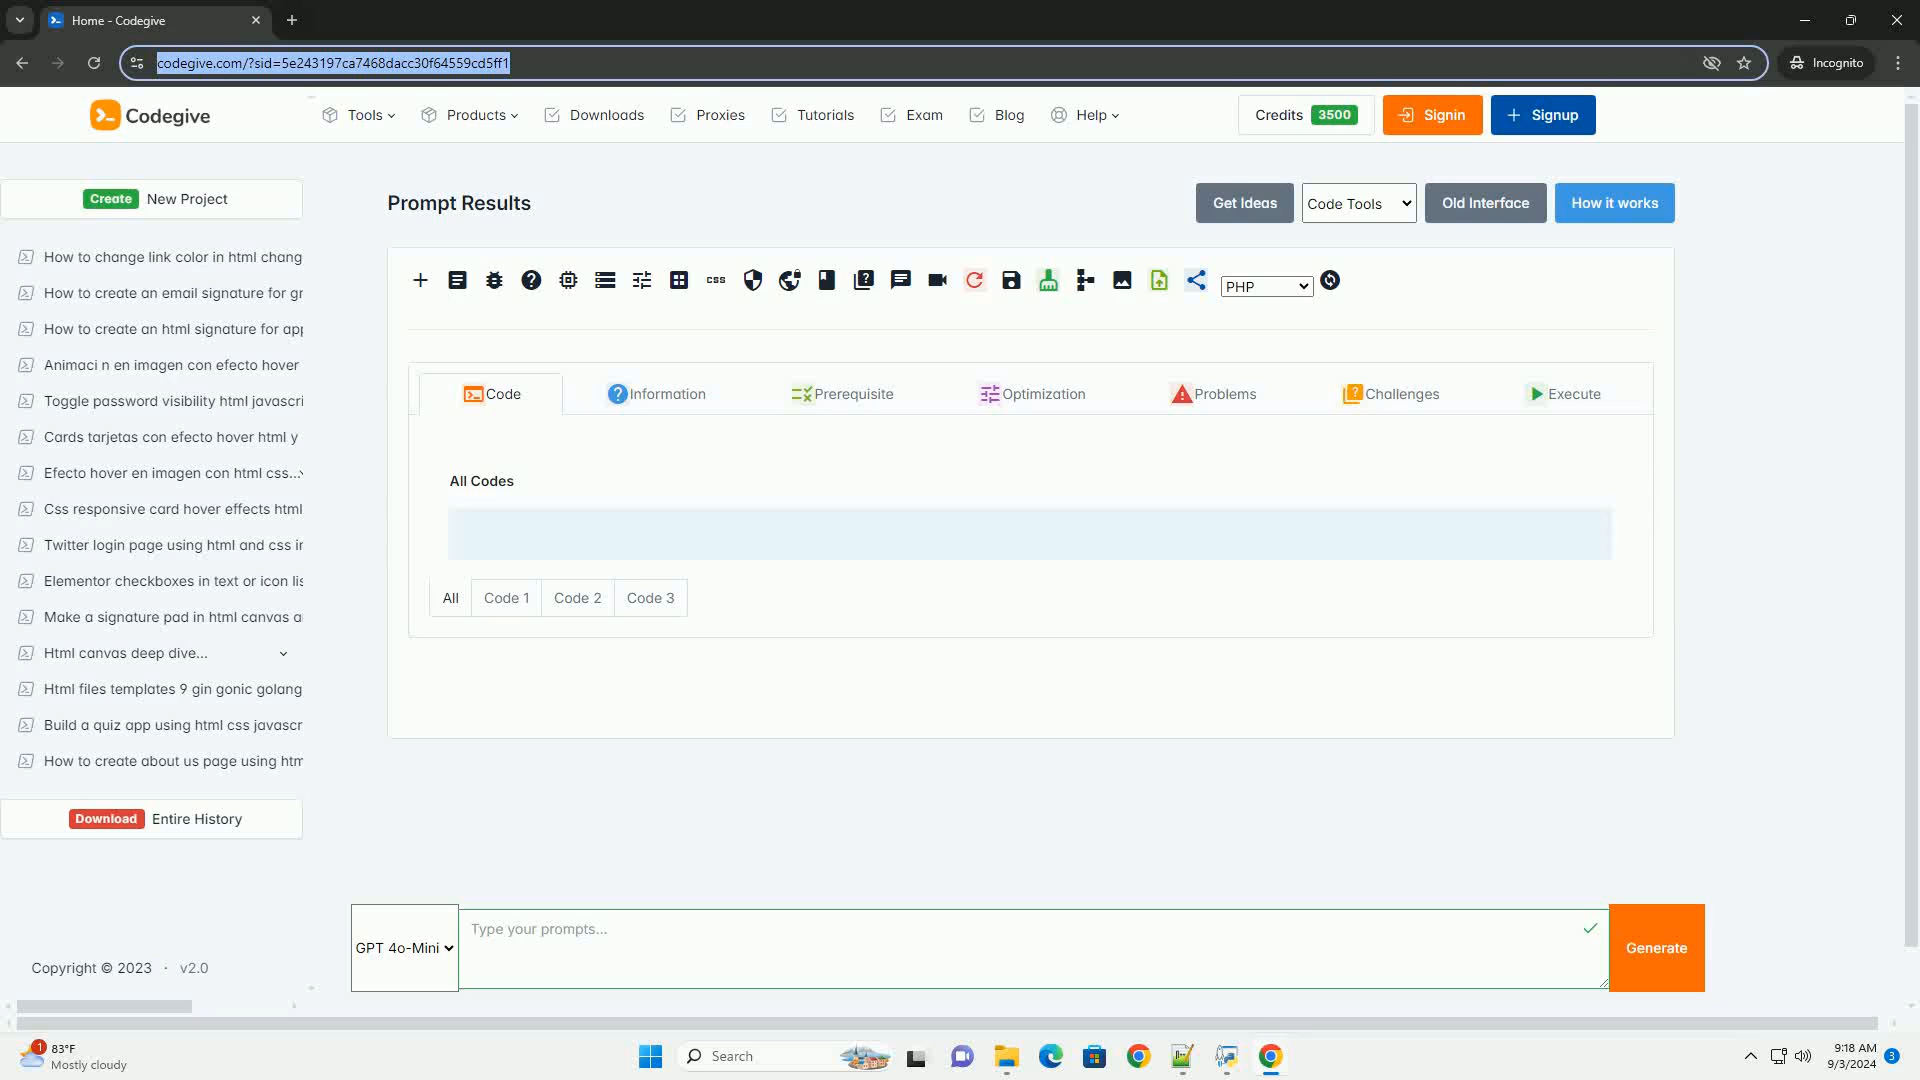 Home - Codegive
codegive.com/?sid=5e243197ca7468dacc30f64559cd5ff1
Incognito
Codegive
Tools
Products
Downloads
Proxies
Tutorials
Exam
Blog
Help
Credits 3500
Signin
Signup
Create New Project
How to change link color in html chang
How to create an email signature for gr
How to create an html signature for app
Animaci n en imagen con efecto hover
Toggle password visibility html javascri
Cards tarjetas con efecto hover html y
Efecto hover en imagen con html css...
Css responsive card hover effects html
Twitter login page using html and css in
Elementor checkboxes in text or icon lis
Make a signature pad in html canvas a
Html canvas deep dive...
Html files templates 9 gin gonic golang
Build a quiz app using html css javascr
How to create about us page using htm
Download Entire History
Copyright © 2023 · v2.0
Prompt Results
Get Ideas
Code Tools
Old Interface
How it works
css
PHP
Code
Information
Prerequisite
Optimization
Problems
Challenges
Execute
All Codes
All
Code 1
Code 2
Code 3
GPT 4o-Mini
Type your prompts...
Generate
1
83°F
Mostly cloudy
Search
9:18 AM
9/3/2024
3